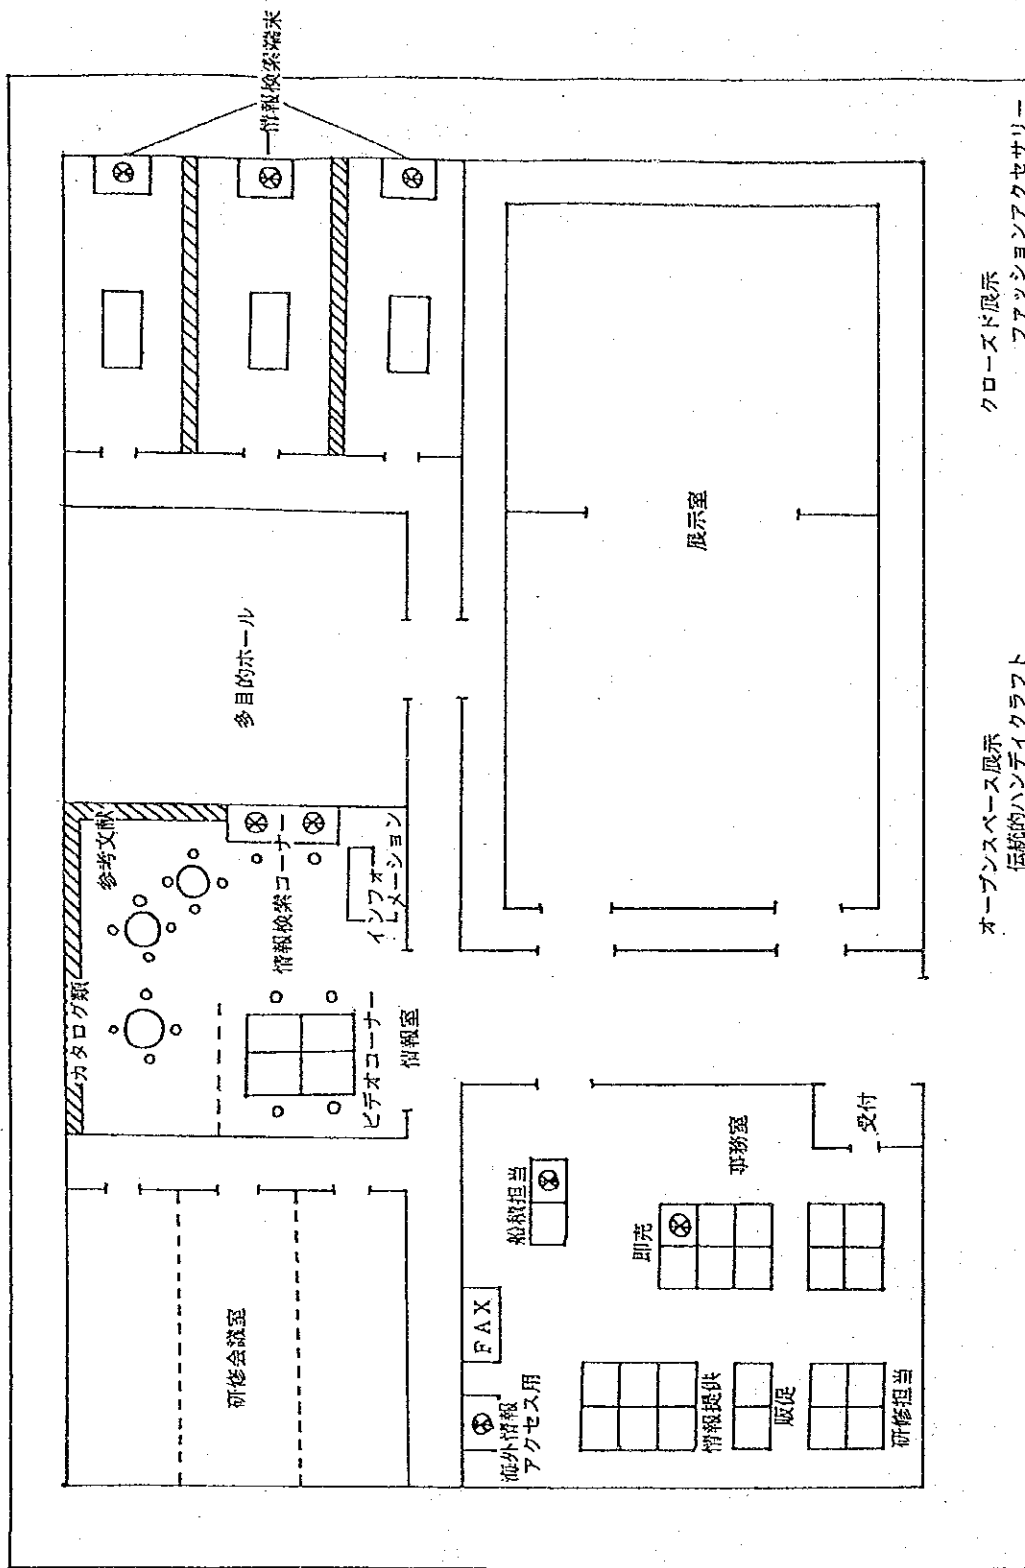 研修会議室
カタログ類
参考文献
情報検索コーナー
インフォ
メーション
ビデオコーナー
情報室
多目的ホール
情報検索端末
海外情報
アクセス用
FAX
船積担当
即売
事務室
受付
情報提供
販促
研修担当
展示室
オープンスペース展示
伝統的ハンディクラフト
クローズド展示
ファッションアクセサリー